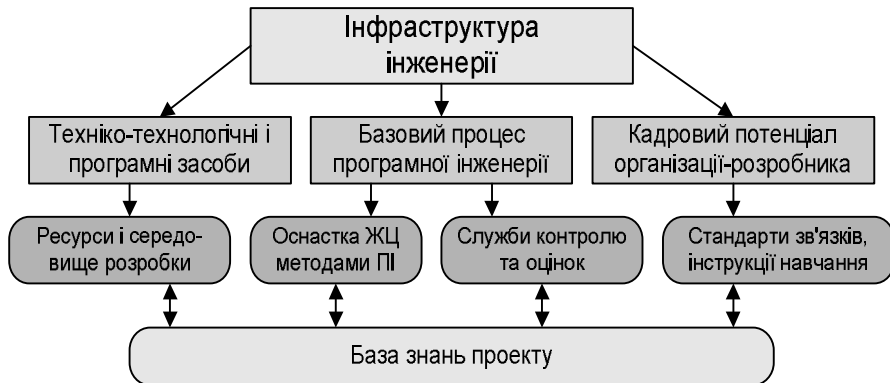 Інфраструктура
інженерії
Техніко-технологічні і
програмні засоби
Базовий процес
програмної інженерії
Кадровий потенціал
організації-розробника
Ресурси і середо-
вище розробки
Оснастка ЖЦ
методами ПІ
Служби контролю
та оцінок
Стандарти зв'язків,
інструкції навчання
База знань проекту